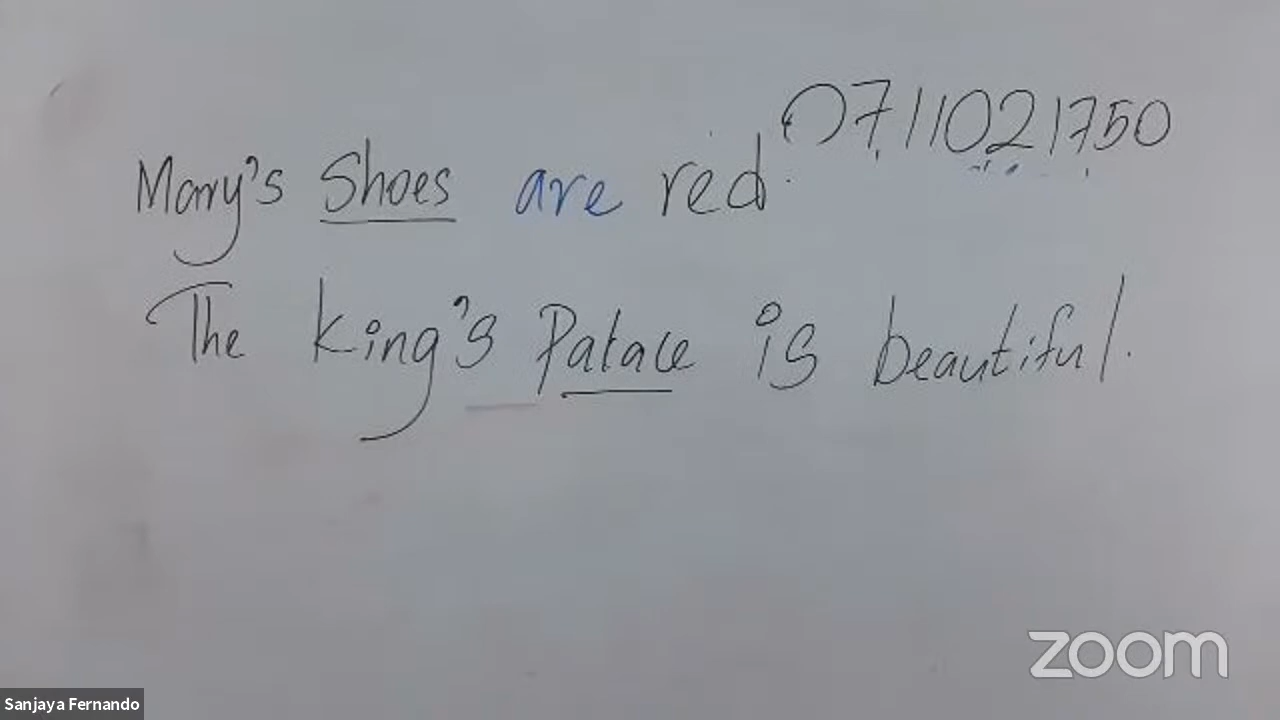 0711021750
Mary's Shoes are red.
The king's Palace is beautiful.
zoom
Sanjaya Fernando